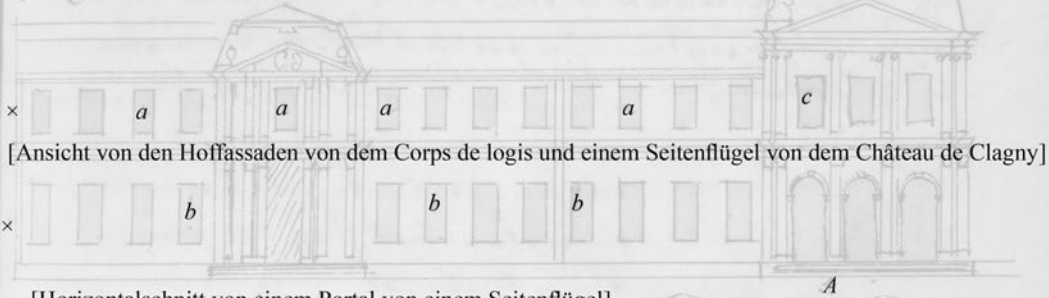 × a a a a c
[Ansicht von den Hoffassaden von dem Corps de logis und einem Seitenflügel von dem Château de Clagny]
× b b b
A
[Horizontalschnitt von einem Portal von einem Seitenflügel]